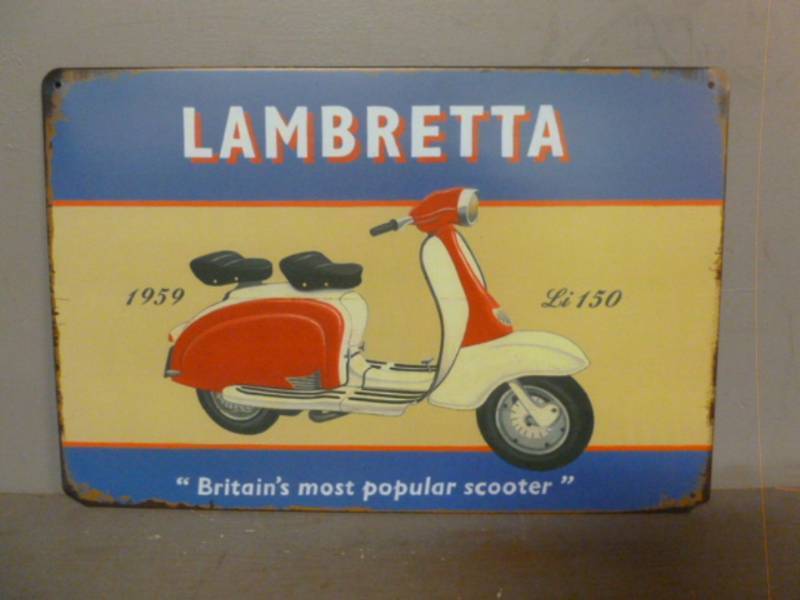 LAMBRETTA
1959
Li 150
“ Britain's most popular scooter ”